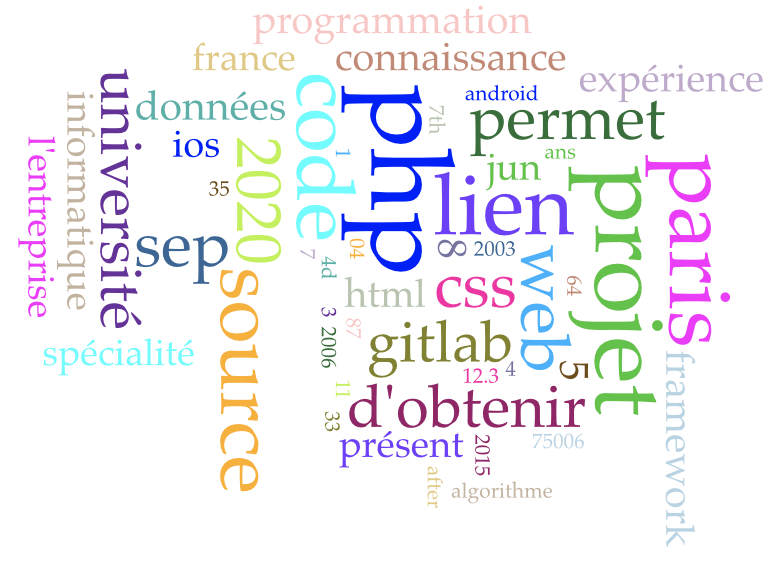 programmation
france
connaissance
expérience
android
données
code
php
7th
permet
informatique
université
l'entreprise
ios
2020
1
ans
jun
paris
35
lien
projet
sep
04
8
2003
7
4d
web
source
html
css
64
3
87
2006
gitlab
spécialité
12.3
4
5
framework
11
33
d'obtenir
présent
2015
75006
after
algorithme